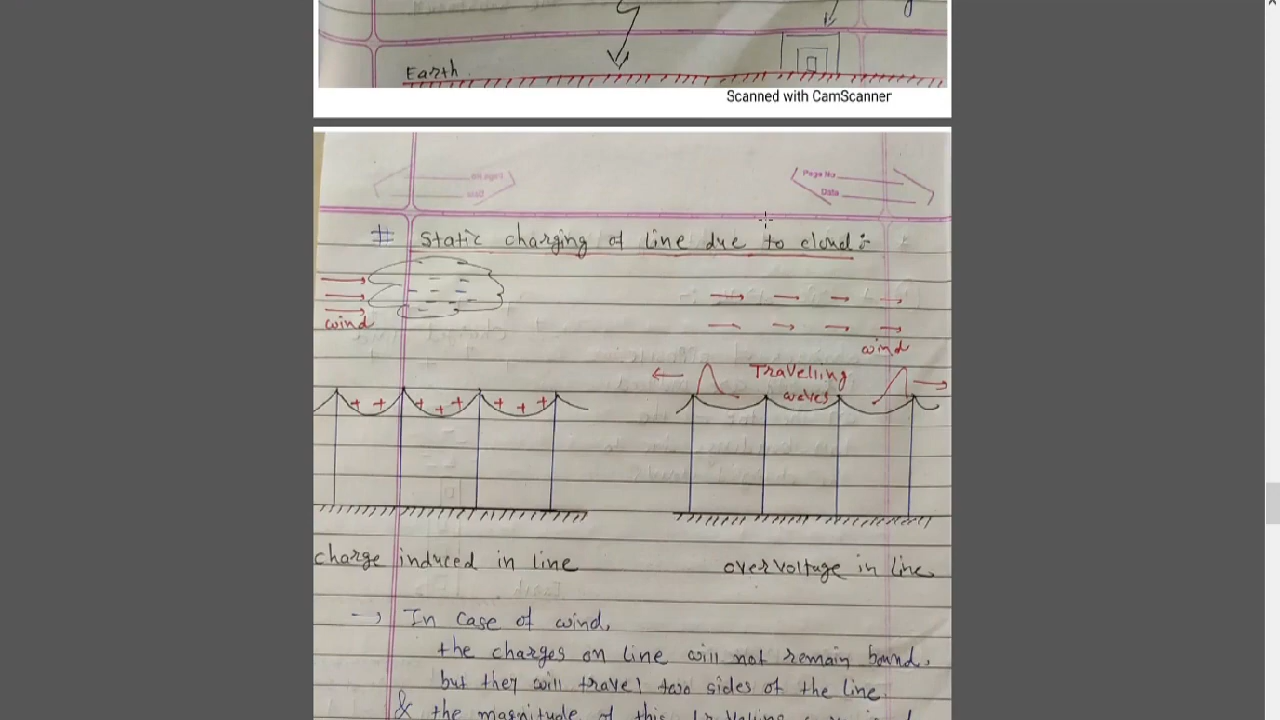 Earth
Scanned with CamScanner
Page No
Date
# Static charging of line due to cloud :-
wind
wind
Travelling
waves
+ + + + + + + +
charge induced in line
overvoltage in line.
→ In case of wind,
the charges on line will not remain bound,
but they will travel two sides of the line.
& the magnitude of this